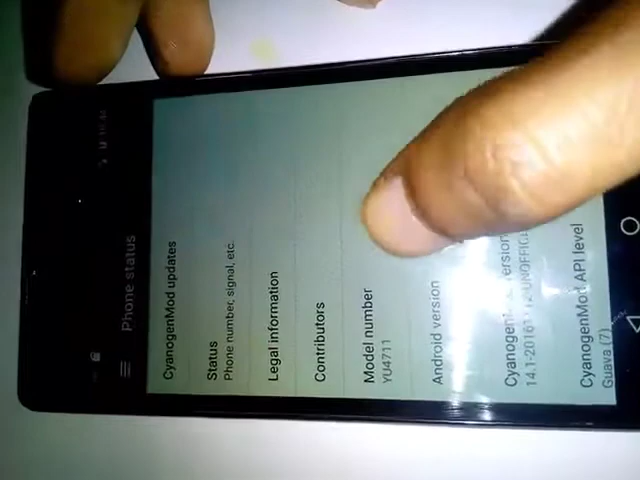 Phone status
CyanogenMod updates
Status
Phone number, signal, etc.
Legal information
Contributors
Model number
YU4711
Android version
CyanogenMod API level
Guava (7)